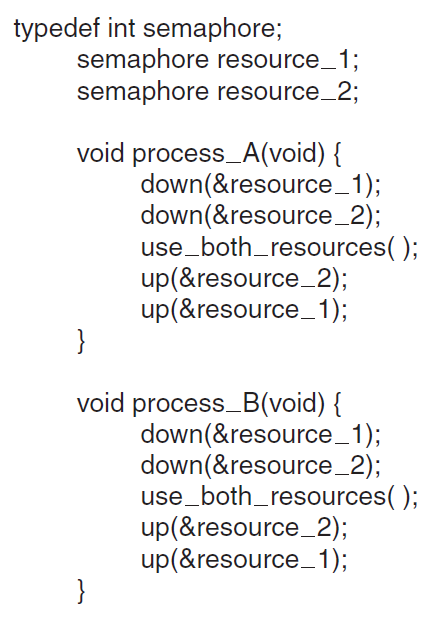 typedef int semaphore;
semaphore resource_1;
semaphore resource_2;
void process_A(void) {
down(&resource_1);
down(&resource_2);
use_both_resources( );
up(&resource_2);
up(&resource_1);
}
void process_B(void) {
down(&resource_1);
down(&resource_2);
use_both_resources( );
up(&resource_2);
up(&resource_1);
}